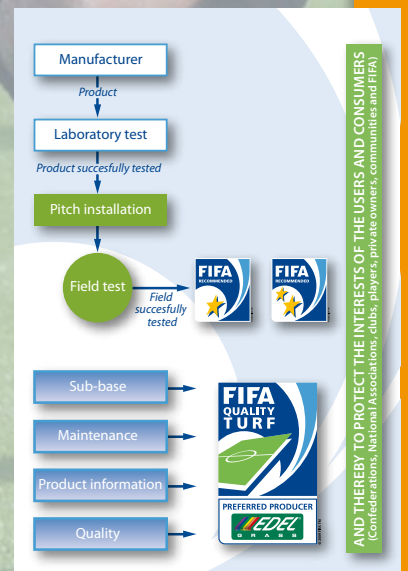 Manufacturer
Product
Laboratory test
Product succesfully tested
Pitch installation
Field test
Field
succesfully
tested
FIFA
RECOMMENDED
FIFA
RECOMMENDED
Sub-base
Maintenance
Product information
Quality
FIFA
QUALITY
TURF
PREFERRED PRODUCER
EDEL
GRASS
AND THEREBY TO PROTECT THE INTERESTS OF THE USERS AND CONSUMERS
(Confederations, National Associations, clubs, players, private owners, communities and FIFA)